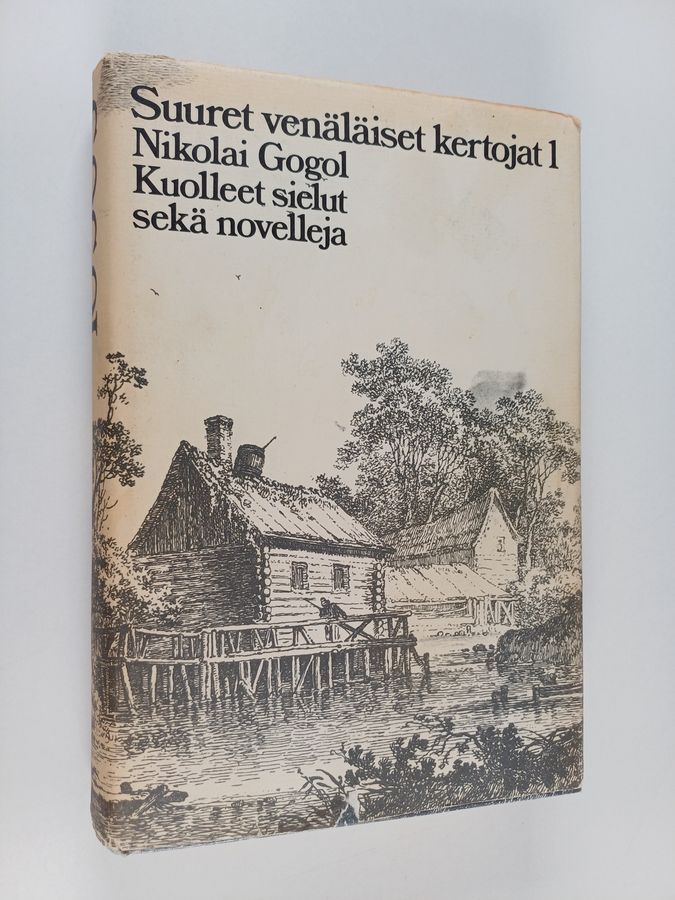 Suuret venäläiset kertojat 1
Nikolai Gogol
Kuolleet sielut
sekä novelleja